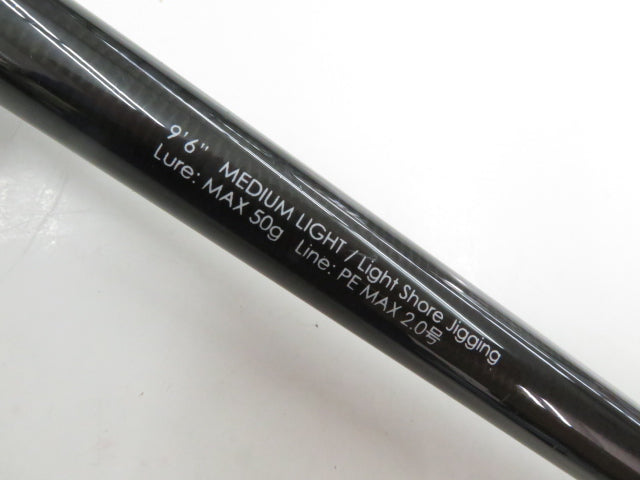 9'6" MEDIUM LIGHT / Light Shore Jigging
Lure: MAX 50g Line: PE MAX 2.0号